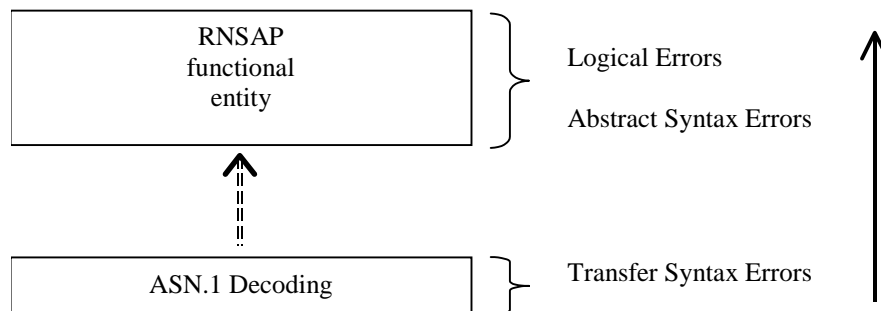 RNSAP
functional
entity
Logical Errors
Abstract Syntax Errors
ASN.1 Decoding
Transfer Syntax Errors